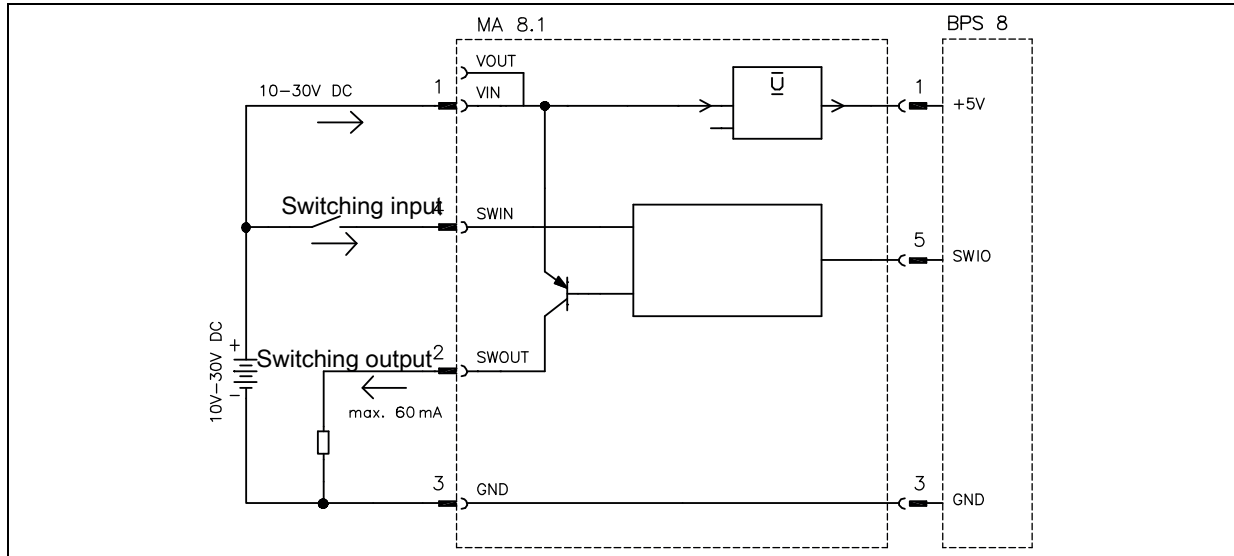 MA 8.1
BPS 8
VOUT
10-30V DC
1
VIN
U
1
+5V
Switching input
4
SWIN
5
SWIO
10V-30V DC
+
-
Switching output
2
SWOUT
max. 60 mA
3
GND
3
GND